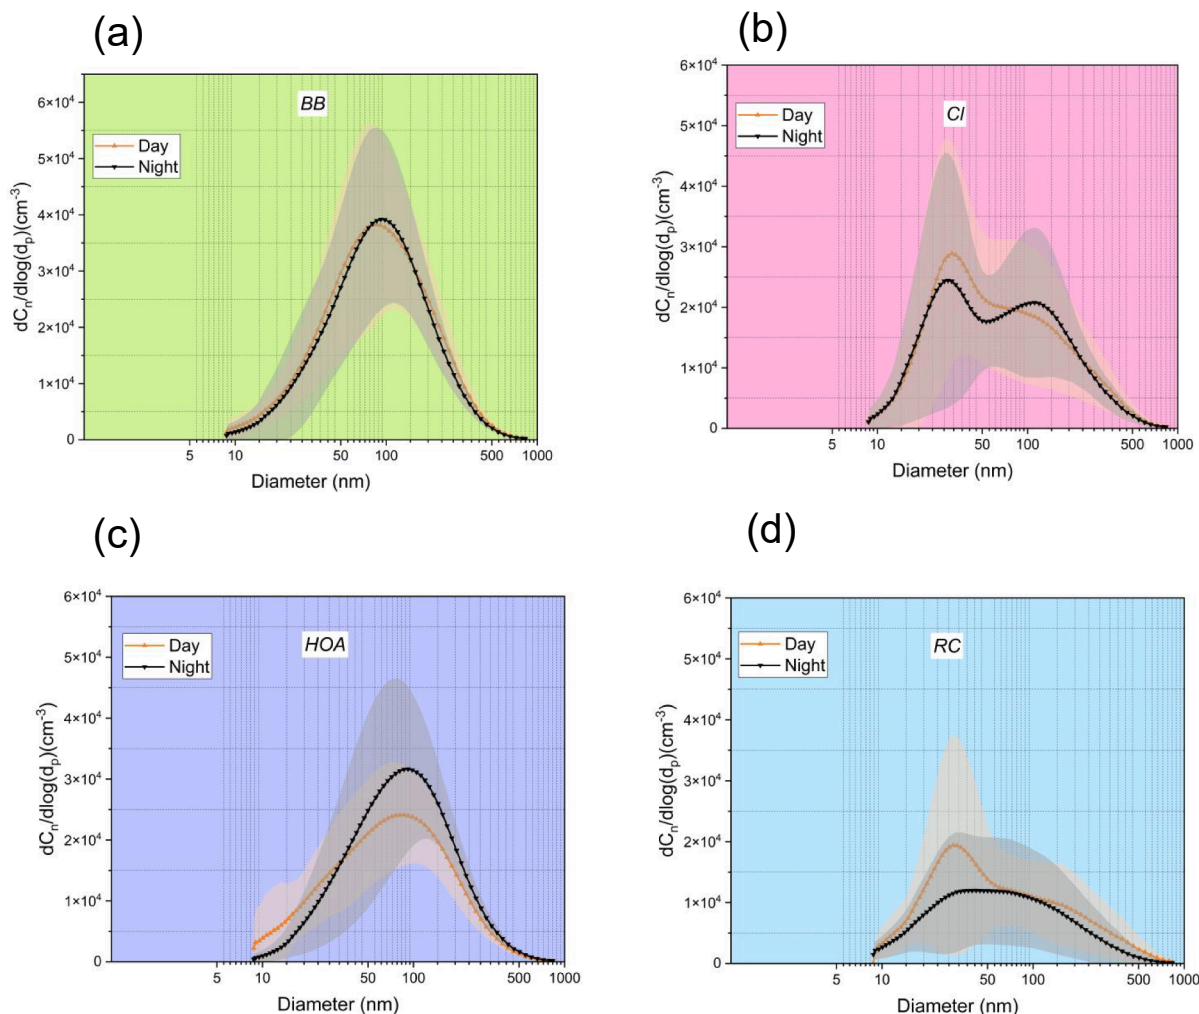 (a)
BB
Day
Night
6×10⁴
5×10⁴
4×10⁴
3×10⁴
2×10⁴
1×10⁴
0
dCₙ/dlog(dₚ)(cm⁻³)
5 10 50 100 500 1000
Diameter (nm)
(b)
CI
Day
Night
6×10⁴
5×10⁴
4×10⁴
3×10⁴
2×10⁴
1×10⁴
0
dCₙ/dlog(dₚ)(cm⁻³)
5 10 50 100 500 1000
Diameter (nm)
(c)
HOA
Day
Night
6×10⁴
5×10⁴
4×10⁴
3×10⁴
2×10⁴
1×10⁴
0
dCₙ/dlog(dₚ)(cm⁻³)
5 10 50 100 500 1000
Diameter (nm)
(d)
RC
Day
Night
6×10⁴
5×10⁴
4×10⁴
3×10⁴
2×10⁴
1×10⁴
0
dCₙ/dlog(dₚ)(cm⁻³)
5 10 50 100 500 1000
Diameter (nm)